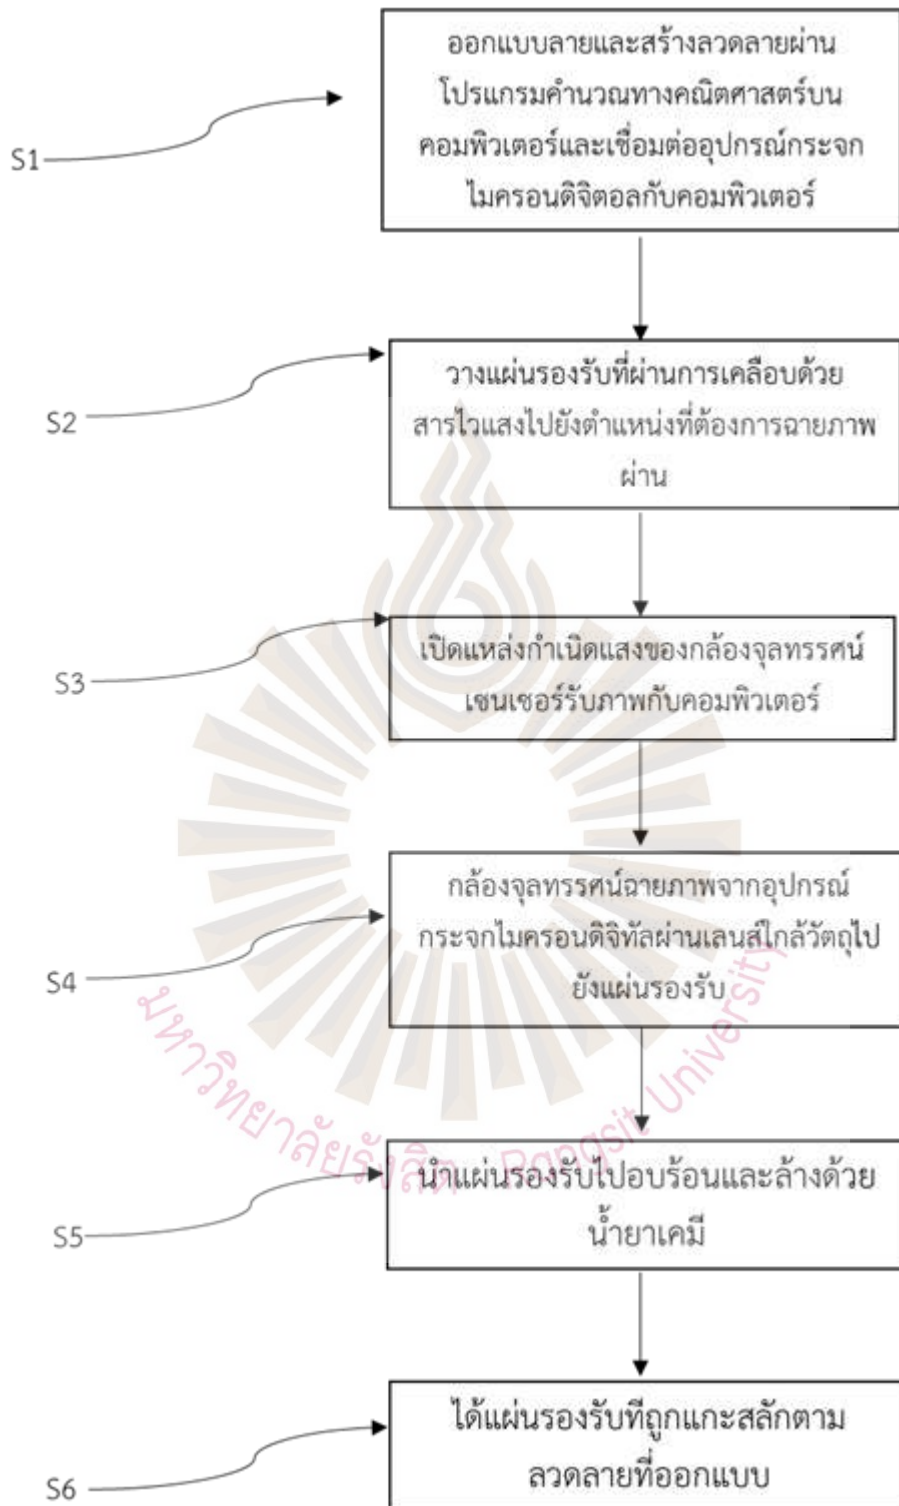 S1
ออกแบบลายและสร้างลวดลายผ่าน
โปรแกรมคำนวณทางคณิตศาสตร์บน
คอมพิวเตอร์และเชื่อมต่ออุปกรณ์กระจก
ไมครอนดิจิตอลกับคอมพิวเตอร์
S2
วางแผ่นรองรับที่ผ่านการเคลือบด้วย
สารไวแสงไปยังตำแหน่งที่ต้องการฉายภาพ
ผ่าน
S3
เปิดแหล่งกำเนิดแสงของกล้องจุลทรรศน์
เซนเซอร์รับภาพกับคอมพิวเตอร์
S4
กล้องจุลทรรศน์ฉายภาพจากอุปกรณ์
กระจกไมครอนดิจิทัลผ่านเลนส์ใกล้วัตถุไป
ยังแผ่นรองรับ
มหาวิทยาลัยรังสิต Rangsit University
S5
นำแผ่นรองรับไปอบร้อนและล้างด้วย
น้ำยาเคมี
S6
ได้แผ่นรองรับที่ถูกแกะสลักตาม
ลวดลายที่ออกแบบ